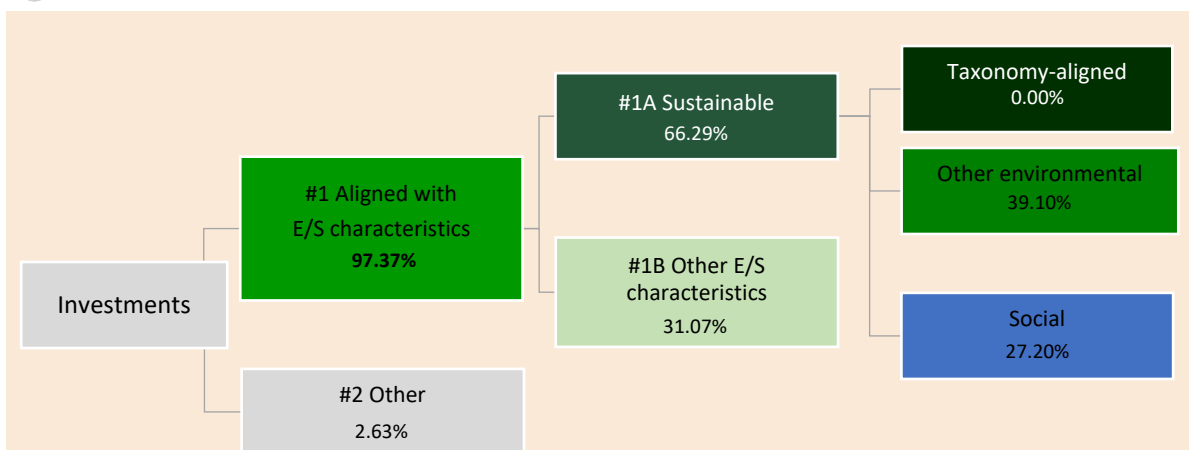 Investments
#1 Aligned with
E/S characteristics
97.37%
#2 Other
2.63%
#1A Sustainable
66.29%
#1B Other E/S
characteristics
31.07%
Taxonomy-aligned
0.00%
Other environmental
39.10%
Social
27.20%